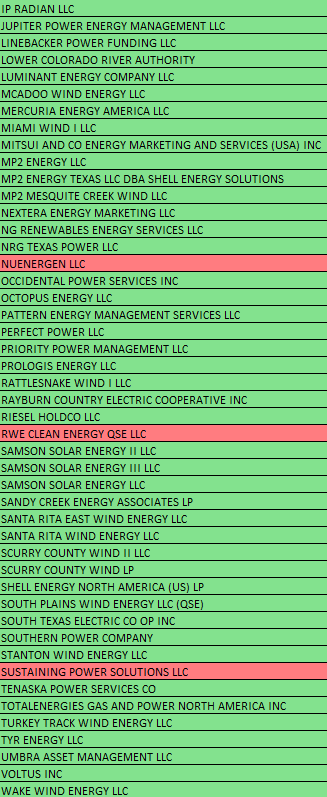 IP RADIAN LLC
JUPITER POWER ENERGY MANAGEMENT LLC
LINEBACKER POWER FUNDING LLC
LOWER COLORADO RIVER AUTHORITY
LUMINANT ENERGY COMPANY LLC
MCADOO WIND ENERGY LLC
MERCURIA ENERGY AMERICA LLC
MIAMI WIND I LLC
MITSUI AND CO ENERGY MARKETING AND SERVICES (USA) INC
MP2 ENERGY LLC
MP2 ENERGY TEXAS LLC DBA SHELL ENERGY SOLUTIONS
MP2 MESQUITE CREEK WIND LLC
NEXTERA ENERGY MARKETING LLC
NG RENEWABLES ENERGY SERVICES LLC
NRG TEXAS POWER LLC
NUENERGEN LLC
OCCIDENTAL POWER SERVICES INC
OCTOPUS ENERGY LLC
PATTERN ENERGY MANAGEMENT SERVICES LLC
PERFECT POWER LLC
PRIORITY POWER MANAGEMENT LLC
PROLOGIS ENERGY LLC
RATTLESNAKE WIND I LLC
RAYBURN COUNTRY ELECTRIC COOPERATIVE INC
RIESEL HOLDCO LLC
RWE CLEAN ENERGY QSE LLC
SAMSON SOLAR ENERGY II LLC
SAMSON SOLAR ENERGY III LLC
SAMSON SOLAR ENERGY LLC
SANDY CREEK ENERGY ASSOCIATES LP
SANTA RITA EAST WIND ENERGY LLC
SANTA RITA WIND ENERGY LLC
SCURRY COUNTY WIND II LLC
SCURRY COUNTY WIND LP
SHELL ENERGY NORTH AMERICA (US) LP
SOUTH PLAINS WIND ENERGY LLC (QSE)
SOUTH TEXAS ELECTRIC CO OP INC
SOUTHERN POWER COMPANY
STANTON WIND ENERGY LLC
SUSTAINING POWER SOLUTIONS LLC
TENASKA POWER SERVICES CO
TOTALENERGIES GAS AND POWER NORTH AMERICA INC
TURKEY TRACK WIND ENERGY LLC
TYR ENERGY LLC
UMBRA ASSET MANAGEMENT LLC
VOLTUS INC
WAKE WIND ENERGY LLC